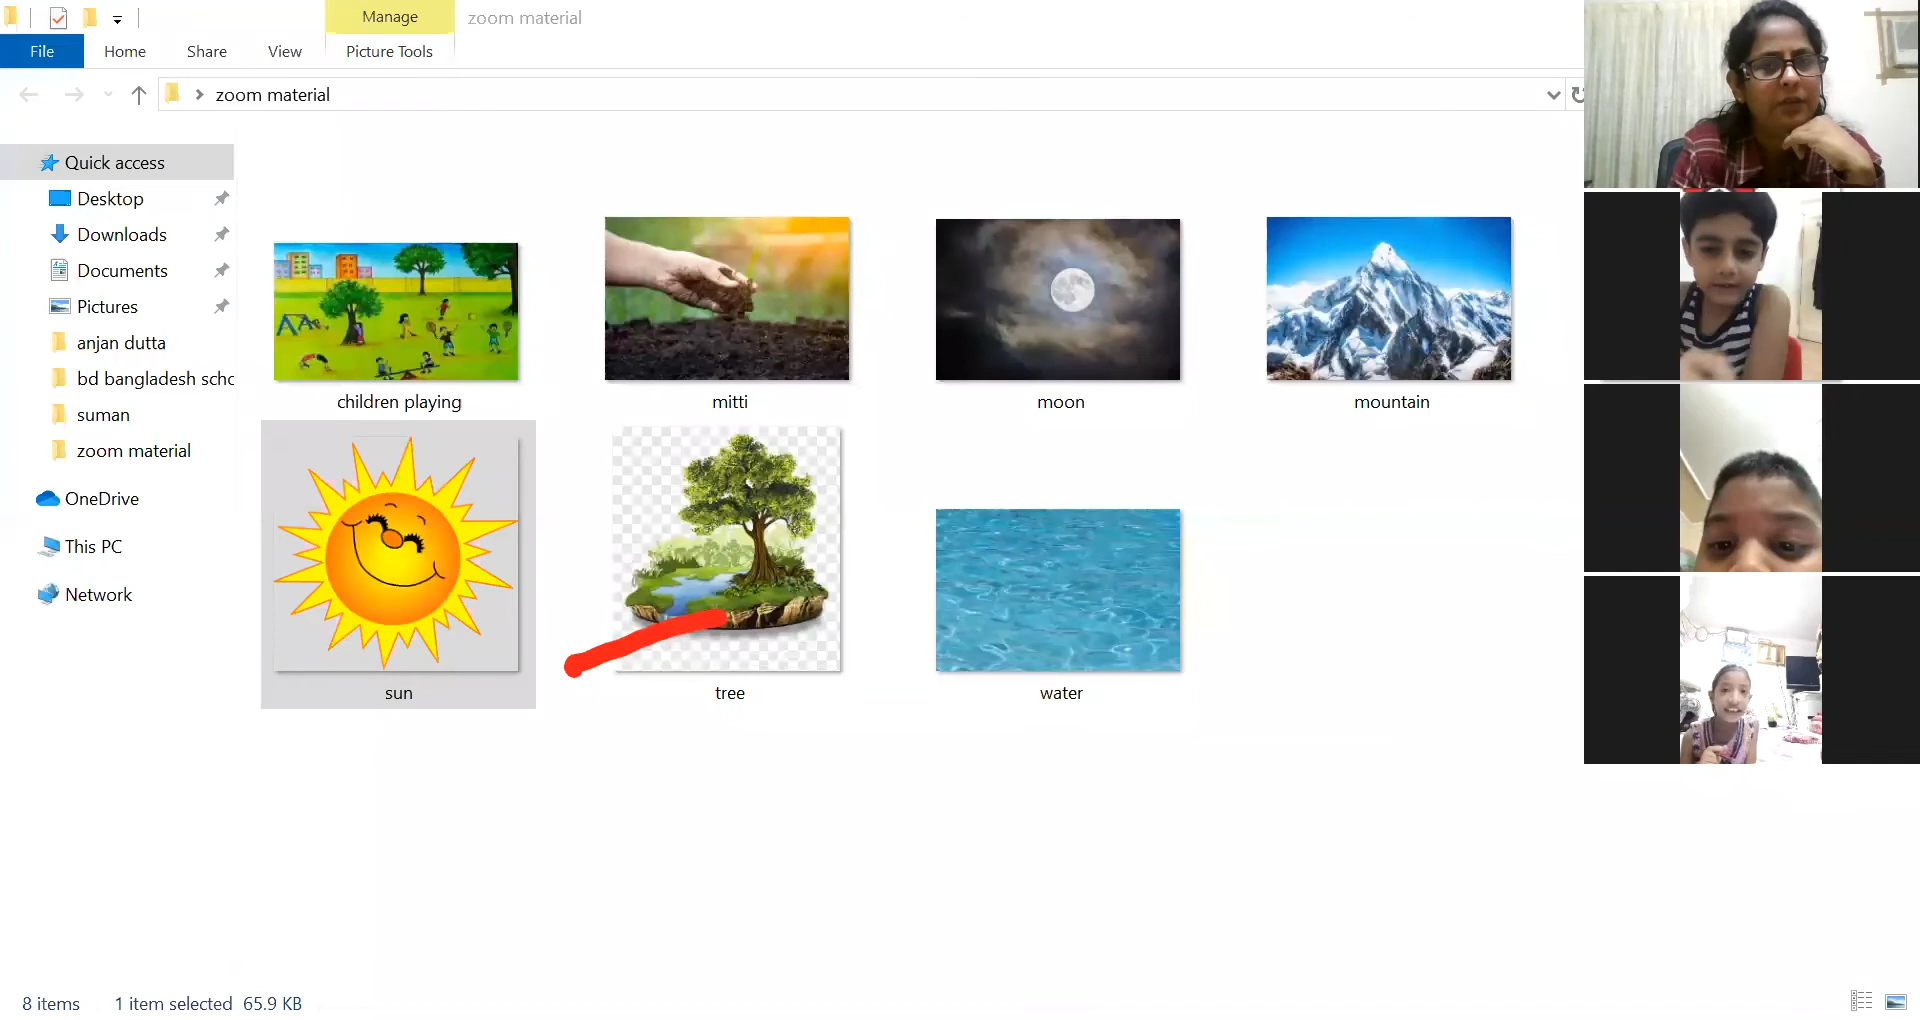 Manage
zoom material
File
Home
Share
View
Picture Tools
zoom material
Quick access
Desktop
Downloads
Documents
Pictures
anjan dutta
bd bangladesh scho
suman
zoom material
OneDrive
This PC
Network
children playing
mitti
moon
mountain
sun
tree
water
8 items
1 item selected 65.9 KB